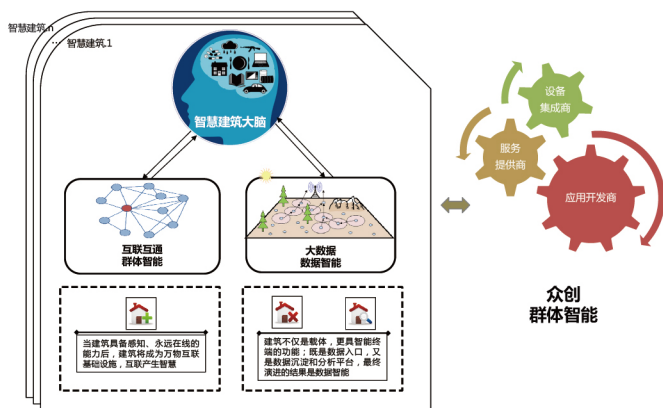 智慧建筑.n
… 智慧建筑.1
智慧建筑大脑
互联互通
群体智能
大数据
数据智能
当建筑具备感知、永远在线的
能力后，建筑将成为万物互联
基础设施，互联产生智慧
建筑不仅是载体，更具智能终
端的功能；既是数据入口，又
是数据沉淀和分析平台，最终
演进的结果是数据智能
设备
集成商
服务
提供商
应用开发商
众创
群体智能